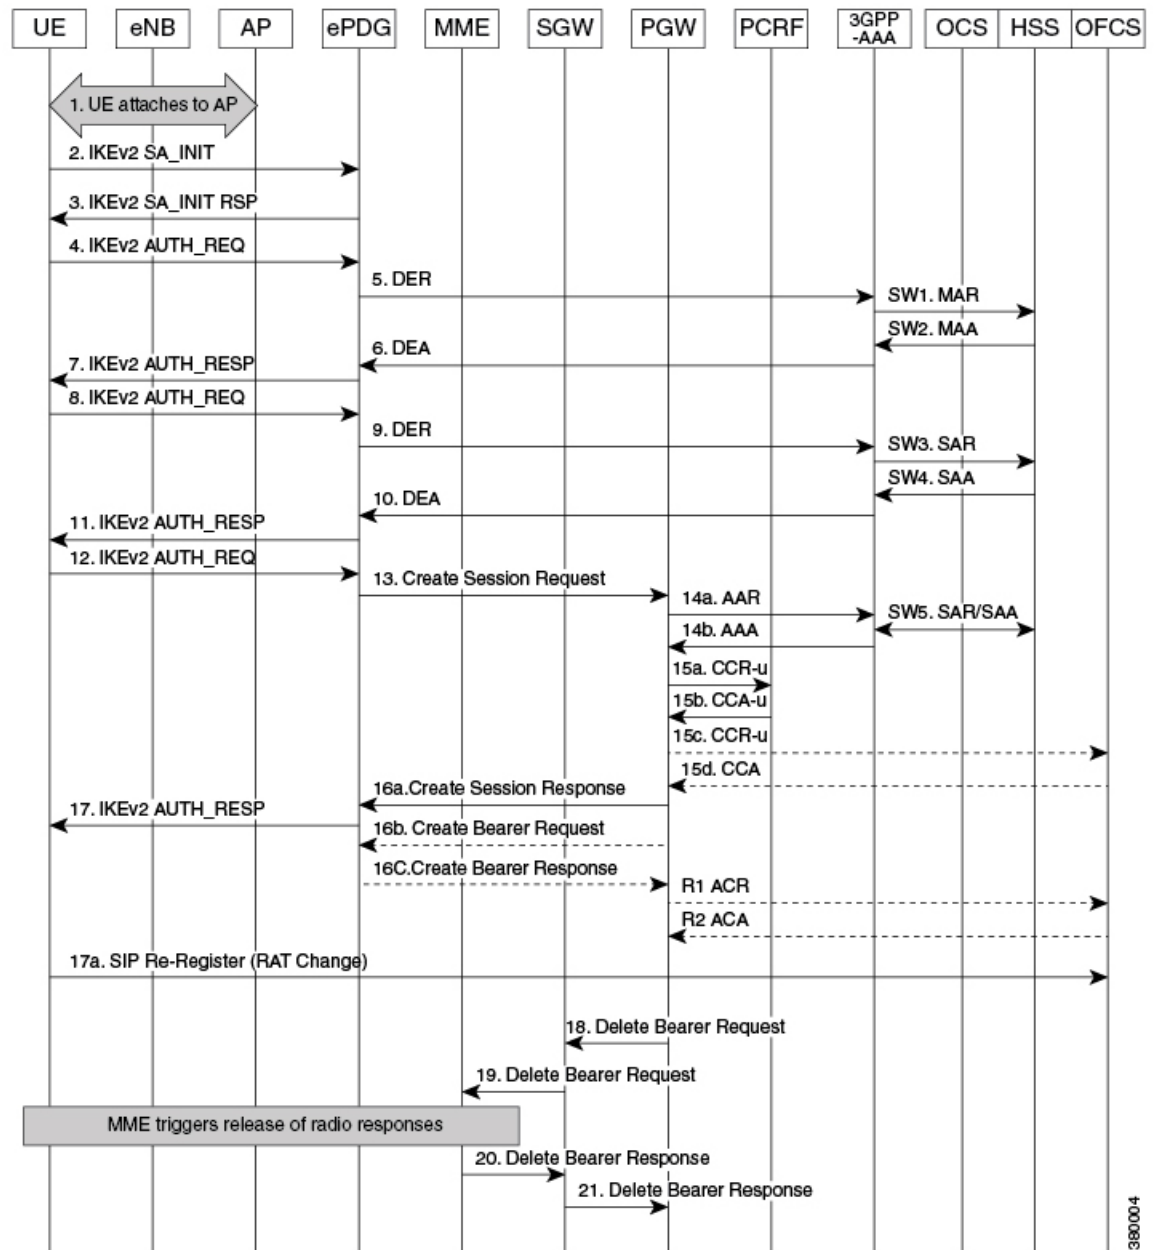 UE
eNB
AP
ePDG
MME
SGW
PGW
PCRF
3GPP
-AAA
OCS
HSS
OFCS
1. UE attaches to AP
2. IKEv2 SA_INIT
3. IKEv2 SA_INIT RSP
4. IKEv2 AUTH_REQ
5. DER
SW1. MAR
SW2. MAA
6. DEA
7. IKEv2 AUTH_RESP
8. IKEv2 AUTH_REQ
9. DER
SW3. SAR
SW4. SAA
10. DEA
11. IKEv2 AUTH_RESP
12. IKEv2 AUTH_REQ
13. Create Session Request
14a. AAR
SW5. SAR/SAA
14b. AAA
15a. CCR-u
15b. CCA-u
15c. CCR-u
15d. CCA
16a.Create Session Response
17. IKEv2 AUTH_RESP
16b. Create Bearer Request
16C.Create Bearer Response
R1 ACR
R2 ACA
17a. SIP Re-Register (RAT Change)
18. Delete Bearer Request
19. Delete Bearer Request
MME triggers release of radio responses
20. Delete Bearer Response
21. Delete Bearer Response
380004